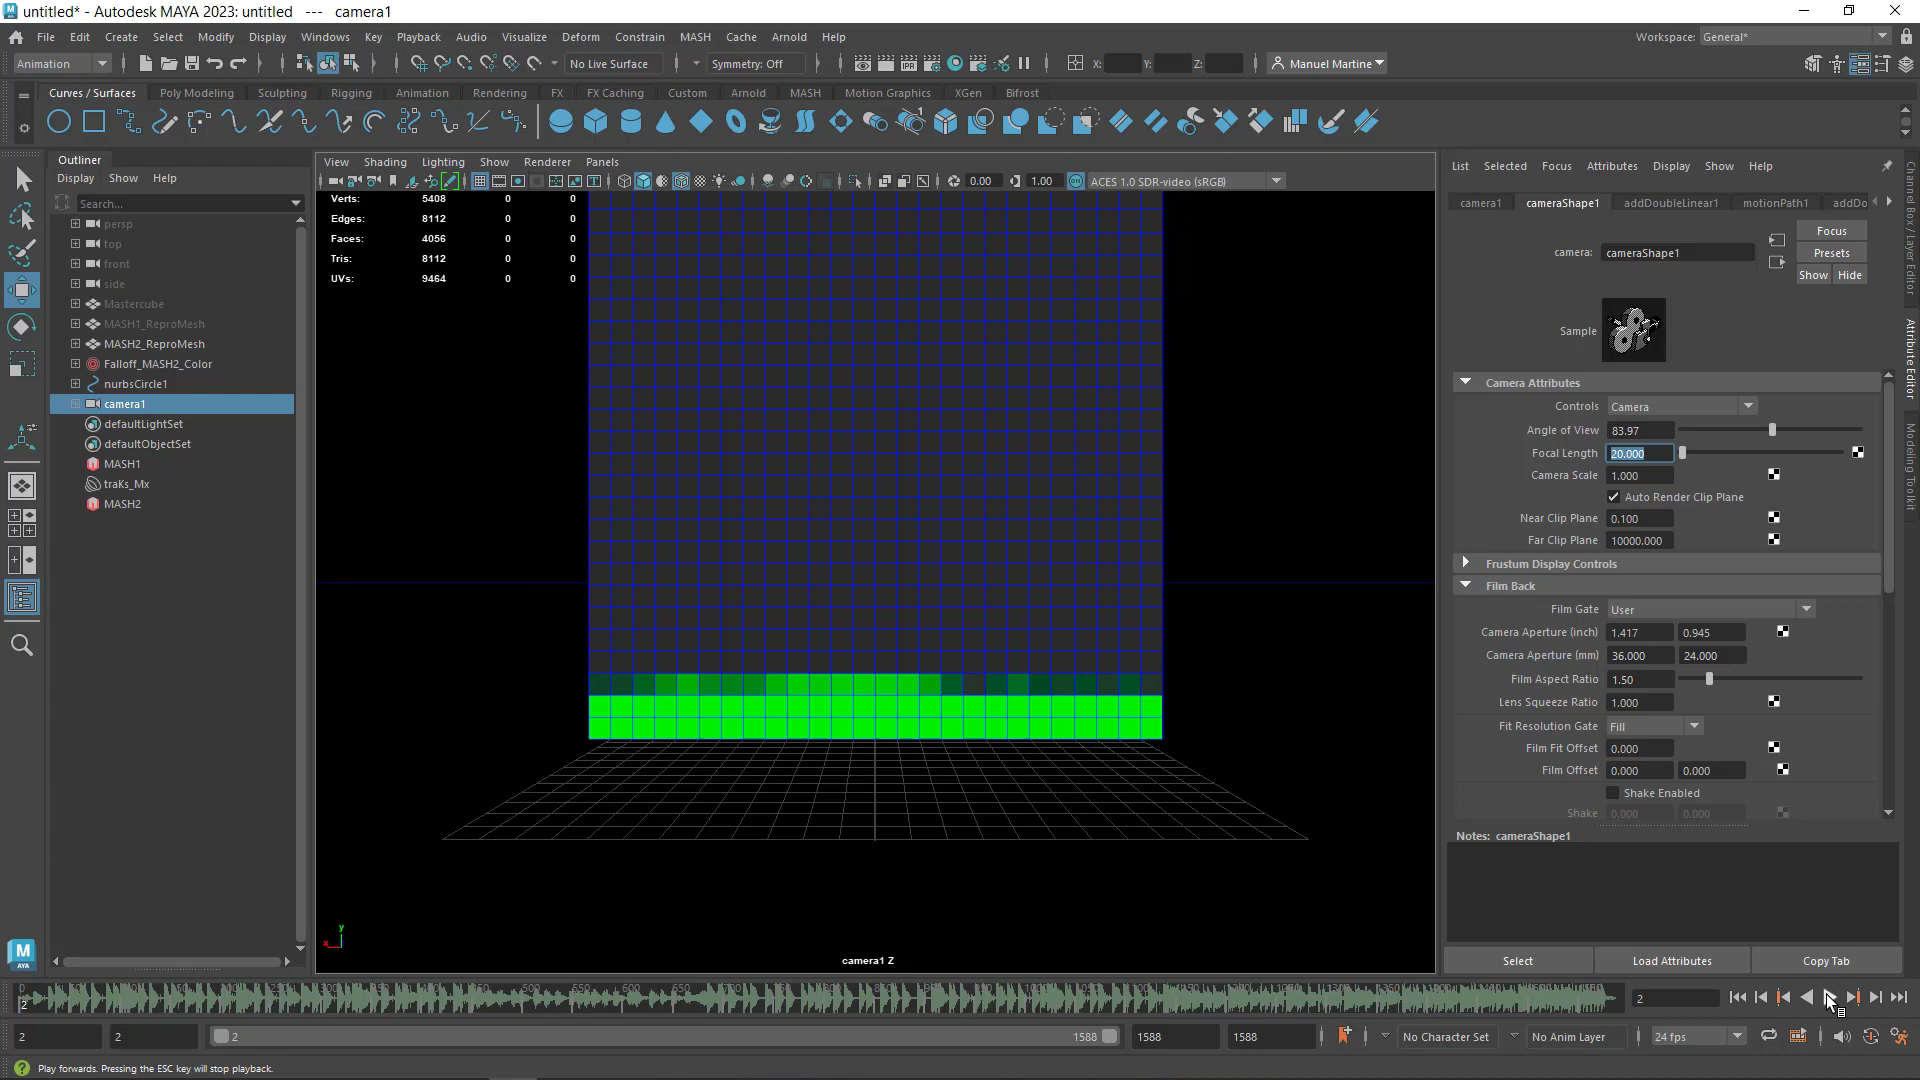 untitled* - Autodesk MAYA 2023: untitled --- camera1
File Edit Create Select Modify Display Windows Key Playback Audio Visualize Deform Constrain MASH Cache Arnold Help
Workspace: General*
Animation
No Live Surface
Symmetry: Off
X:
Y:
Z:
Manuel Martine
Curves / Surfaces Poly Modeling Sculpting Rigging Animation Rendering FX FX Caching Custom Arnold MASH Motion Graphics XGen Bifrost
Outliner
Display Show Help
Search...
persp
top
front
side
Mastercube
MASH1_ReproMesh
MASH2_ReproMesh
Falloff_MASH2_Color
nurbsCircle1
camera1
defaultLightSet
defaultObjectSet
MASH1
traKs_Mx
MASH2
View Shading Lighting Show Renderer Panels
0.00
1.00
ACES 1.0 SDR-video (sRGB)
Verts: 5408 0 0
Edges: 8112 0 0
Faces: 4056 0 0
Tris: 8112 0 0
UVs: 9464 0 0
y
x
camera1 Z
List Selected Focus Attributes Display Show Help
camera1 cameraShape1 addDoubleLinear1 motionPath1 addDo
camera: cameraShape1
Focus
Presets
Show Hide
Sample
Camera Attributes
Controls Camera
Angle of View 83.97
Focal Length 20.000
Camera Scale 1.000
Auto Render Clip Plane
Near Clip Plane 0.100
Far Clip Plane 10000.000
Frustum Display Controls
Film Back
Film Gate User
Camera Aperture (inch) 1.417 0.945
Camera Aperture (mm) 36.000 24.000
Film Aspect Ratio 1.50
Lens Squeeze Ratio 1.000
Fit Resolution Gate Fill
Film Fit Offset 0.000
Film Offset 0.000 0.000
Shake Enabled
Shake 0.000 0.000
Notes: cameraShape1
Select
Load Attributes
Copy Tab
Channel Box / Layer Editor
Attribute Editor
Modeling Toolkit
2
2
2
2
2
1588
1588
1588
No Character Set
No Anim Layer
24 fps
M
AYA
Play forwards. Pressing the ESC key will stop playback.